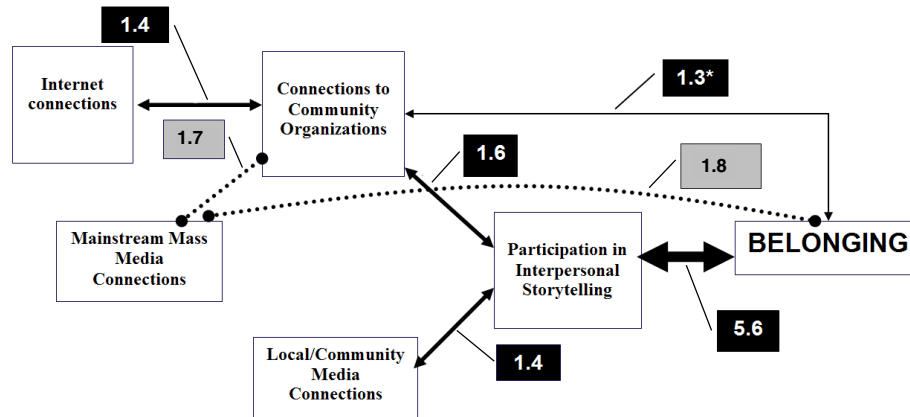 1.4
Internet
connections
Connections to
Community
Organizations
1.3*
1.7
1.6
1.8
Mainstream Mass
Media
Connections
Participation in
Interpersonal
Storytelling
BELONGING
5.6
Local/Community
Media
Connections
1.4